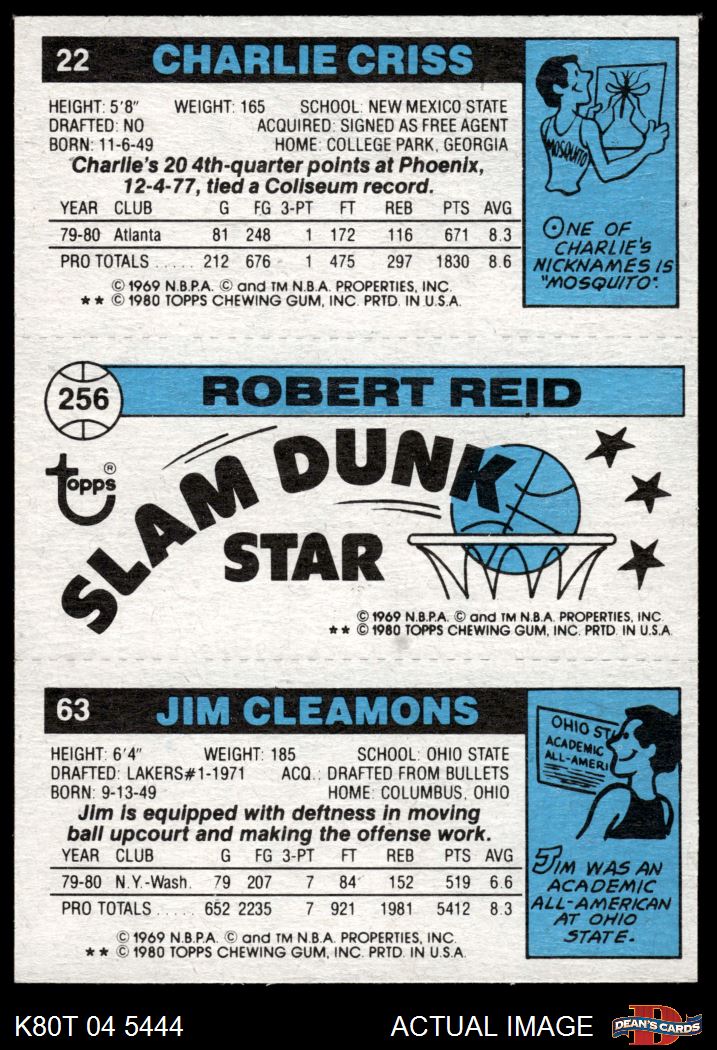 22 CHARLIE CRISS
HEIGHT: 5'8" WEIGHT: 165 SCHOOL: NEW MEXICO STATE
DRAFTED: NO ACQUIRED: SIGNED AS FREE AGENT
BORN: 11-6-49 HOME: COLLEGE PARK, GEORGIA
Charlie's 20 4th-quarter points at Phoenix,
12-4-77, tied a Coliseum record.
YEAR CLUB G FG 3-PT FT REB PTS AVG
79-80 Atlanta 81 248 1 172 116 671 8.3
PRO TOTALS ..... 212 676 1 475 297 1830 8.6
© 1969 N.B.P.A. © and TM N.B.A. PROPERTIES, INC.
** © 1980 TOPPS CHEWING GUM, INC. PRTD. IN U.S.A.
MOSQUITO
ONE OF
CHARLIE'S
NICKNAMES IS
"MOSQUITO".
256 ROBERT REID
Topps®
SLAM DUNK
STAR
© 1969 N.B.P.A. © and TM N.B.A. PROPERTIES, INC.
** © 1980 TOPPS CHEWING GUM, INC. PRTD. IN U.S.A.
63 JIM CLEAMONS
HEIGHT: 6'4" WEIGHT: 185 SCHOOL: OHIO STATE
DRAFTED: LAKERS#1-1971 ACQ.: DRAFTED FROM BULLETS
BORN: 9-13-49 HOME: COLUMBUS, OHIO
Jim is equipped with deftness in moving
ball upcourt and making the offense work.
YEAR CLUB G FG 3-PT FT REB PTS AVG
79-80 N.Y.-Wash. 79 207 7 84 152 519 6.6
PRO TOTALS ..... 652 2235 7 921 1981 5412 8.3
© 1969 N.B.P.A. © and TM N.B.A. PROPERTIES, INC.
** © 1980 TOPPS CHEWING GUM, INC. PRTD. IN U.S.A.
OHIO ST
ACADEMIC
ALL-AMERI
JIM WAS AN
ACADEMIC
ALL-AMERICAN
AT OHIO
STATE.
K80T 04 5444 ACTUAL IMAGE DEAN'S CARDS